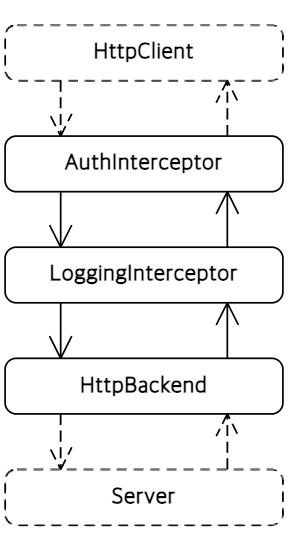 HttpClient
AuthInterceptor
LoggingInterceptor
HttpBackend
Server